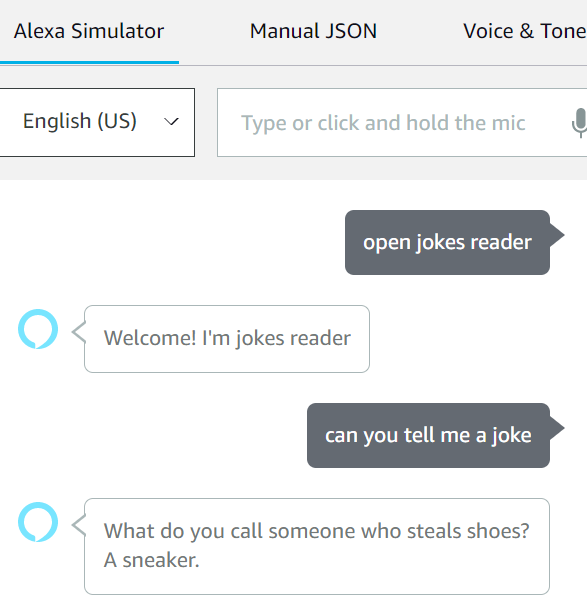 Alexa Simulator Manual JSON Voice & Tone
English (US) Type or click and hold the mic
open jokes reader
Welcome! I'm jokes reader
can you tell me a joke
What do you call someone who steals shoes?
A sneaker.